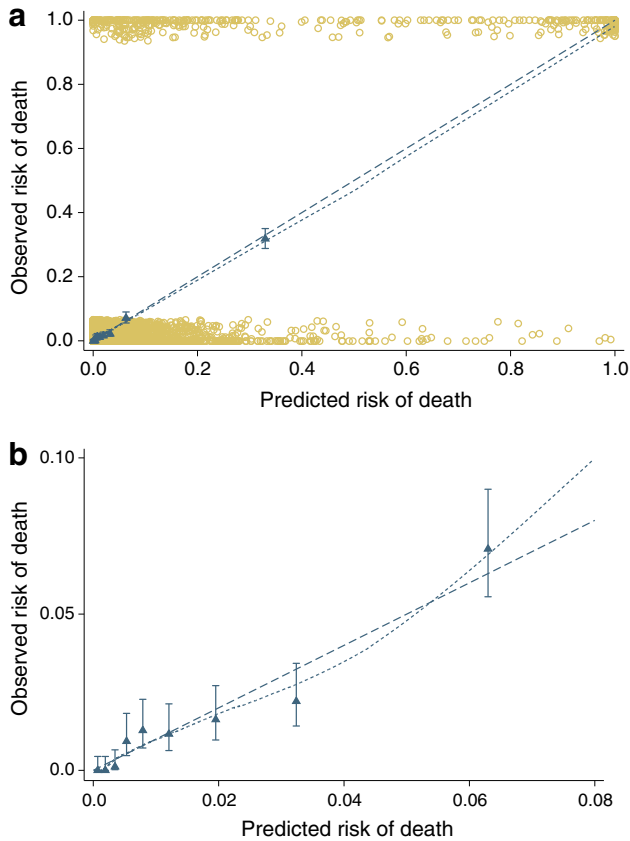 a
1.0
0.8
0.6
0.4
0.2
0.0
Observed risk of death
0.0 0.2 0.4 0.6 0.8 1.0
Predicted risk of death
b
0.10
0.05
0.0
Observed risk of death
0.0 0.02 0.04 0.06 0.08
Predicted risk of death